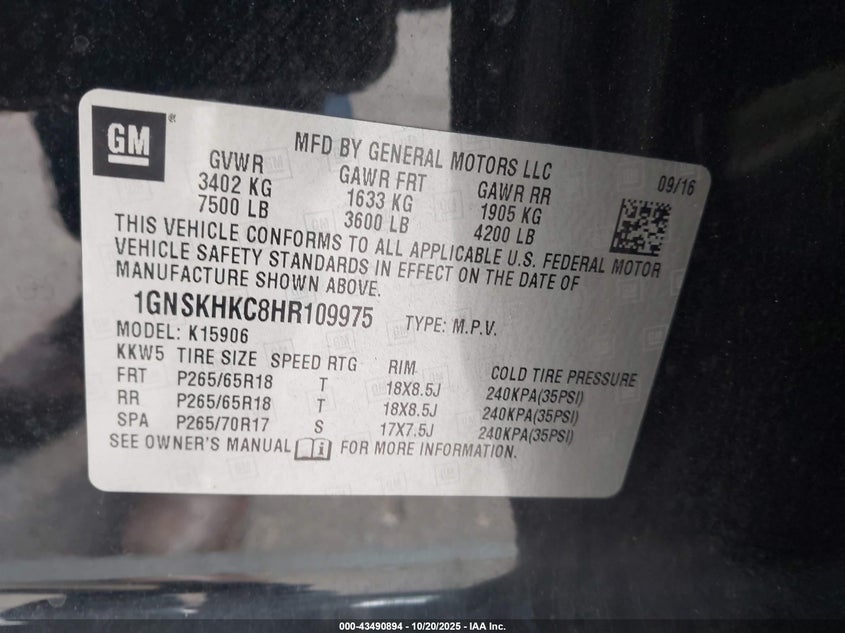 GM
MFD BY GENERAL MOTORS LLC
09/16
GVWR GAWR FRT GAWR RR
3402 KG 1633 KG 1905 KG
7500 LB 3600 LB 4200 LB
THIS VEHICLE CONFORMS TO ALL APPLICABLE U.S. FEDERAL MOTOR
VEHICLE SAFETY STANDARDS IN EFFECT ON THE DATE OF
MANUFACTURE SHOWN ABOVE.
1GNSKHKC8HR109975 TYPE: M.P.V.
MODEL: K15906
KKW5 TIRE SIZE SPEED RTG RIM COLD TIRE PRESSURE
FRT P265/65R18 T 18X8.5J 240KPA(35PSI)
RR P265/65R18 T 18X8.5J 240KPA(35PSI)
SPA P265/70R17 S 17X7.5J 240KPA(35PSI)
SEE OWNER'S MANUAL FOR MORE INFORMATION.
000-43490894 - 10/20/2025 - IAA Inc.